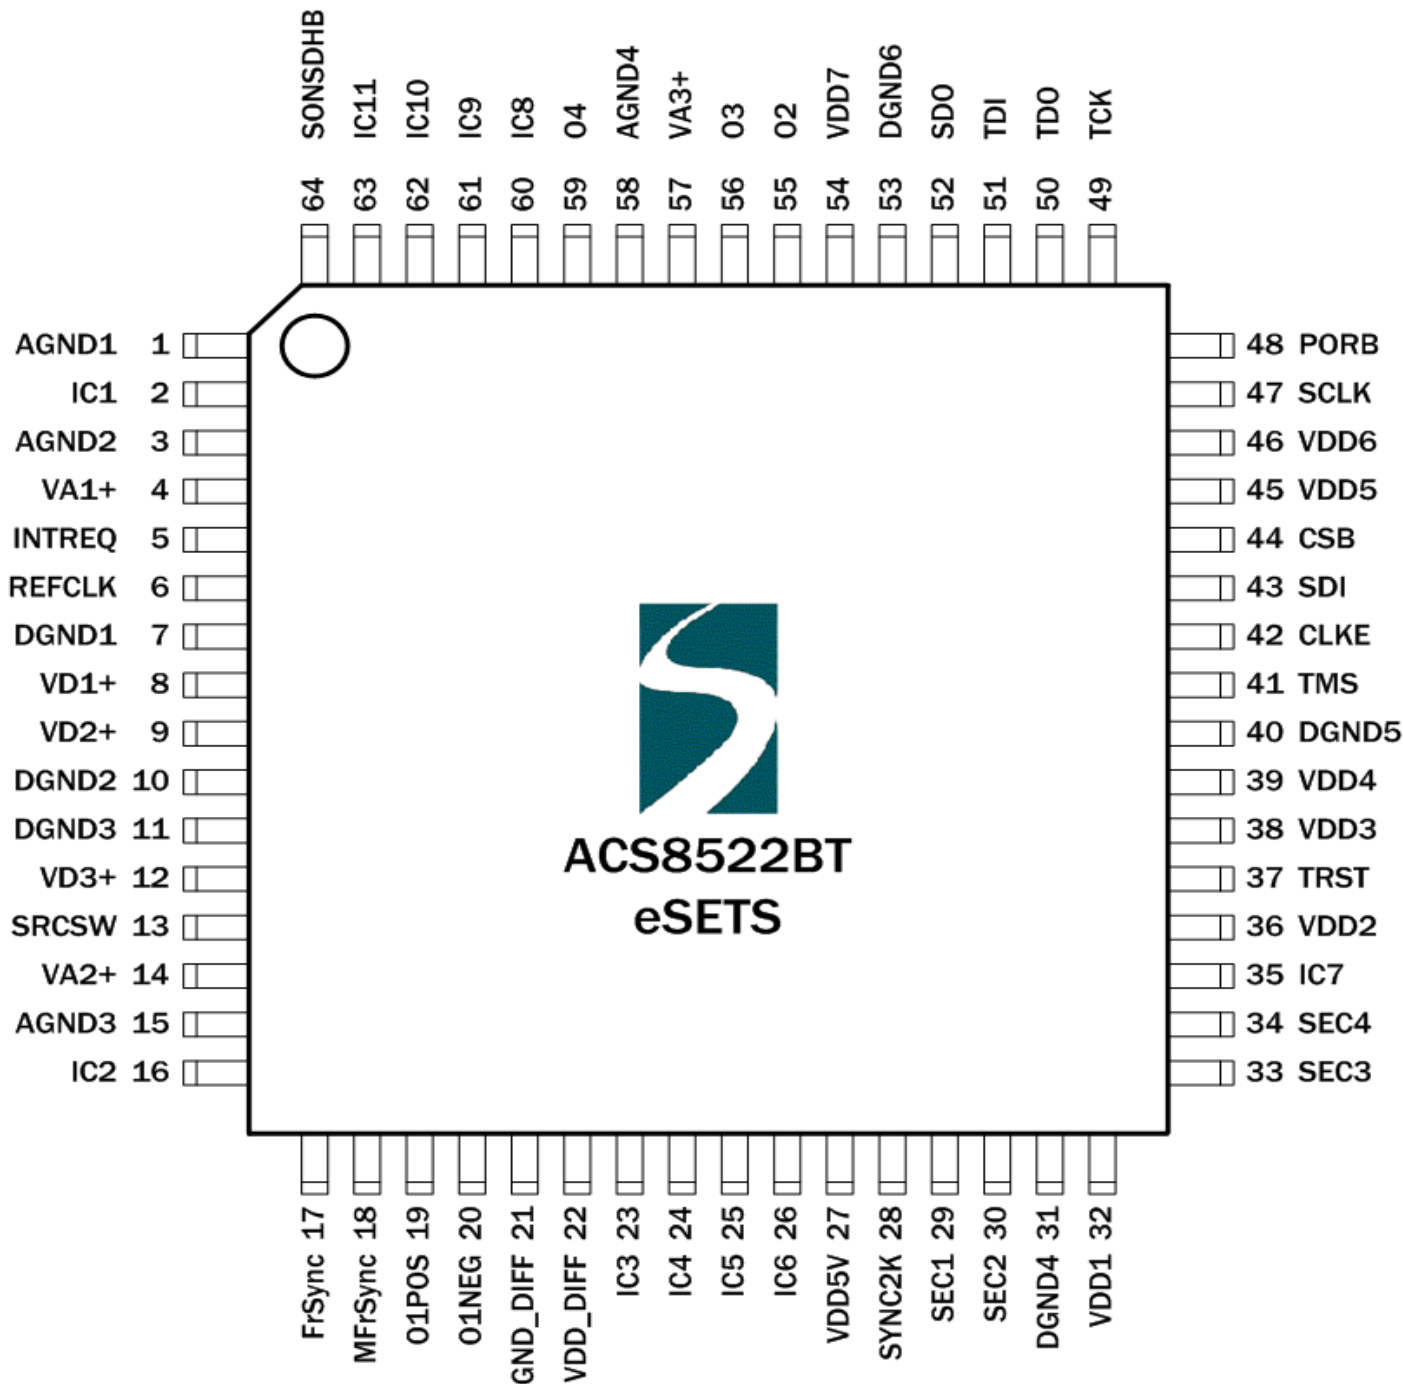 SONSDHB 64
IC11 63
IC10 62
IC9 61
IC8 60
O4 59
AGND4 58
VA3+ 57
O3 56
O2 55
VDD7 54
DGND6 53
SDO 52
TDI 51
TDO 50
TCK 49
AGND1 1
IC1 2
AGND2 3
VA1+ 4
INTREQ 5
REFCLK 6
DGND1 7
VD1+ 8
VD2+ 9
DGND2 10
DGND3 11
VD3+ 12
SRCSW 13
VA2+ 14
AGND3 15
IC2 16
ACS8522BT
eSETS
48 PORB
47 SCLK
46 VDD6
45 VDD5
44 CSB
43 SDI
42 CLKE
41 TMS
40 DGND5
39 VDD4
38 VDD3
37 TRST
36 VDD2
35 IC7
34 SEC4
33 SEC3
FrSync 17
MFrSync 18
O1POS 19
O1NEG 20
GND_DIFF 21
VDD_DIFF 22
IC3 23
IC4 24
IC5 25
IC6 26
VDD5V 27
SYNC2K 28
SEC1 29
SEC2 30
DGND4 31
VDD1 32